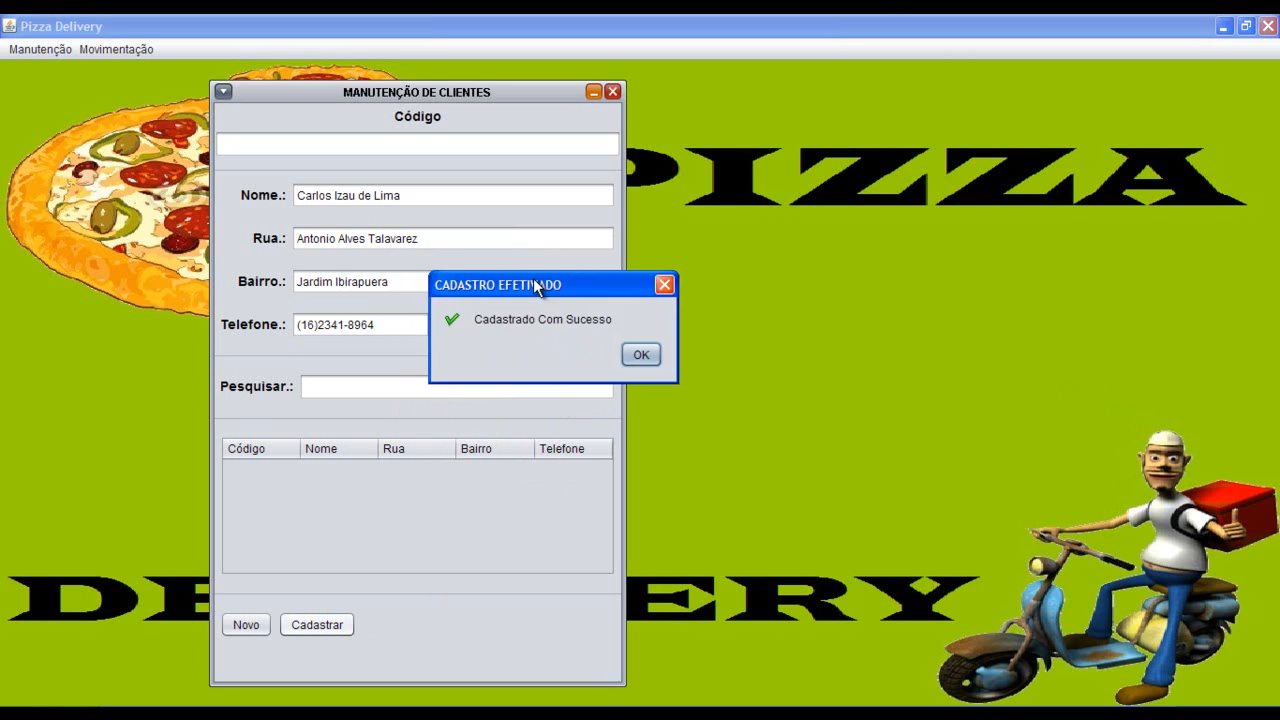 Pizza Delivery
Manutenção Movimentação
MANUTENÇÃO DE CLIENTES
Código
PIZZA
Nome.: Carlos Izau de Lima
Rua.: Antonio Alves Talavarez
Bairro.: Jardim Ibirapuera
CADASTRO EFETIVADO
Cadastrado Com Sucesso
Telefone.: (16)2341-8964
OK
Pesquisar.:
Código Nome Rua Bairro Telefone
DE ERY
Novo Cadastrar